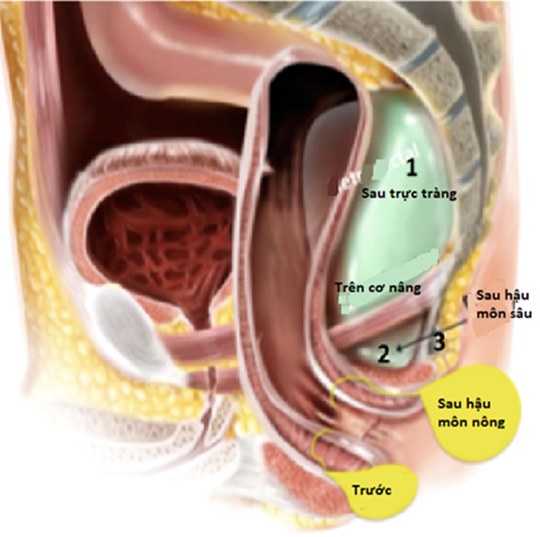 1
Sau trực tràng
Trên cơ nâng
Sau hậu
môn sâu
2
3
Sau hậu
môn nông
Trước